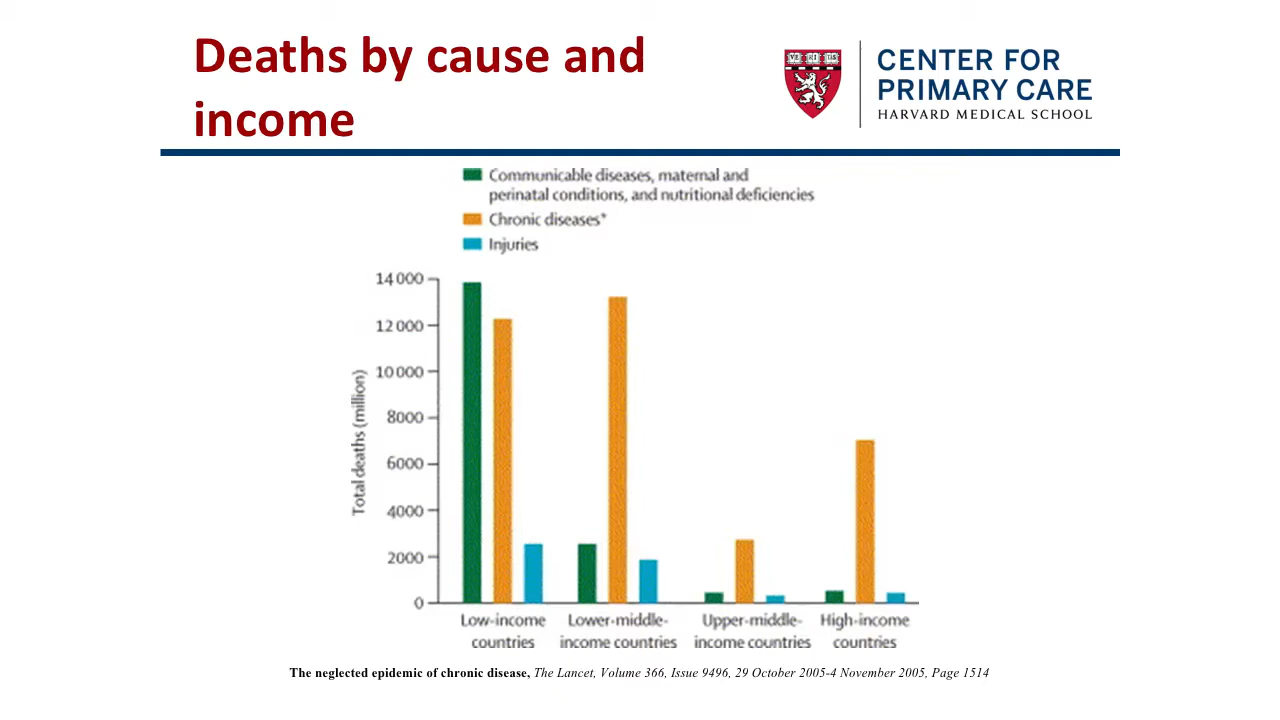 Deaths by cause and
income
VE RI TAS
CENTER FOR
PRIMARY CARE
HARVARD MEDICAL SCHOOL
Communicable diseases, maternal and
perinatal conditions, and nutritional deficiencies
Chronic diseases*
Injuries
14 000
12 000
10 000
8000
6000
4000
2000
0
Total deaths (million)
Low-income
countries
Lower-middle-
income countries
Upper-middle-
income countries
High-income
countries
The neglected epidemic of chronic disease, The Lancet, Volume 366, Issue 9496, 29 October 2005-4 November 2005, Page 1514